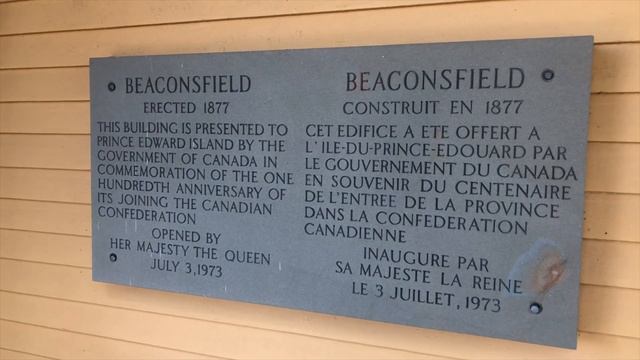 BEACONSFIELD
ERECTED 1877
THIS BUILDING IS PRESENTED TO
PRINCE EDWARD ISLAND BY THE
GOVERNMENT OF CANADA IN
COMMEMORATION OF THE ONE
HUNDREDTH ANNIVERSARY OF
ITS JOINING THE CANADIAN
CONFEDERATION
OPENED BY
HER MAJESTY THE QUEEN
JULY 3,1973
BEACONSFIELD
CONSTRUIT EN 1877
CET EDIFICE A ETE OFFERT A
L'ILE-DU-PRINCE-EDOUARD PAR
LE GOUVERNEMENT DU CANADA
EN SOUVENIR DU CENTENAIRE
DE L'ENTREE DE LA PROVINCE
DANS LA CONFEDERATION
CANADIENNE
INAUGURE PAR
SA MAJESTE LA REINE
LE 3 JUILLET, 1973